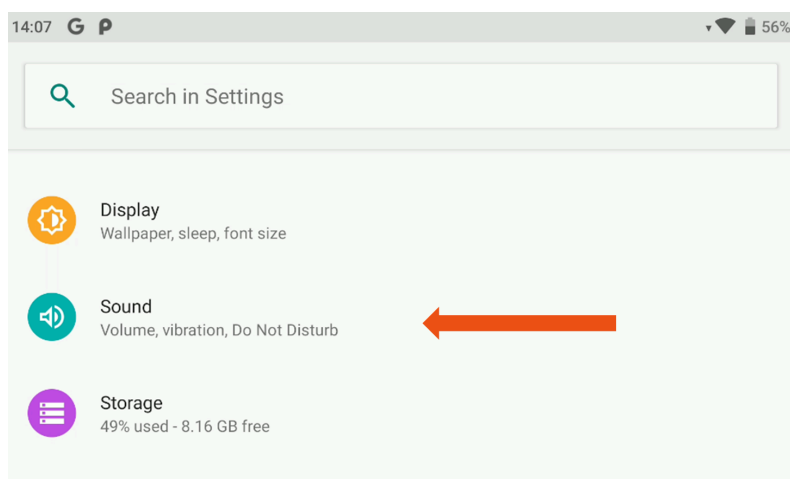 14:07 G P 56%
Search in Settings
Display
Wallpaper, sleep, font size
Sound
Volume, vibration, Do Not Disturb
Storage
49% used - 8.16 GB free